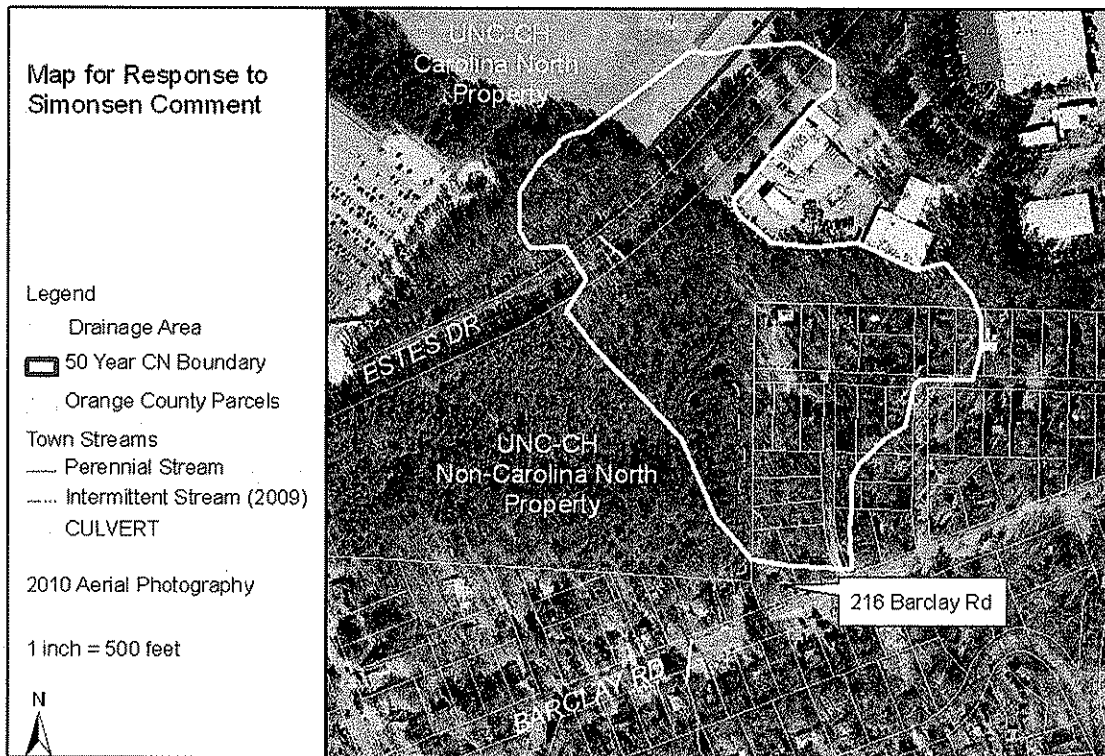 Map for Response to
Simonsen Comment
Legend
Drainage Area
50 Year CN Boundary
Orange County Parcels
Town Streams
Perennial Stream
Intermittent Stream (2009)
CULVERT
2010 Aerial Photography
1 inch = 500 feet
N
UNC-CH
Carolina North
Property
ESTES DR
UNC-CH
Non-Carolina North
Property
216 Barclay Rd
BARCLAY RD